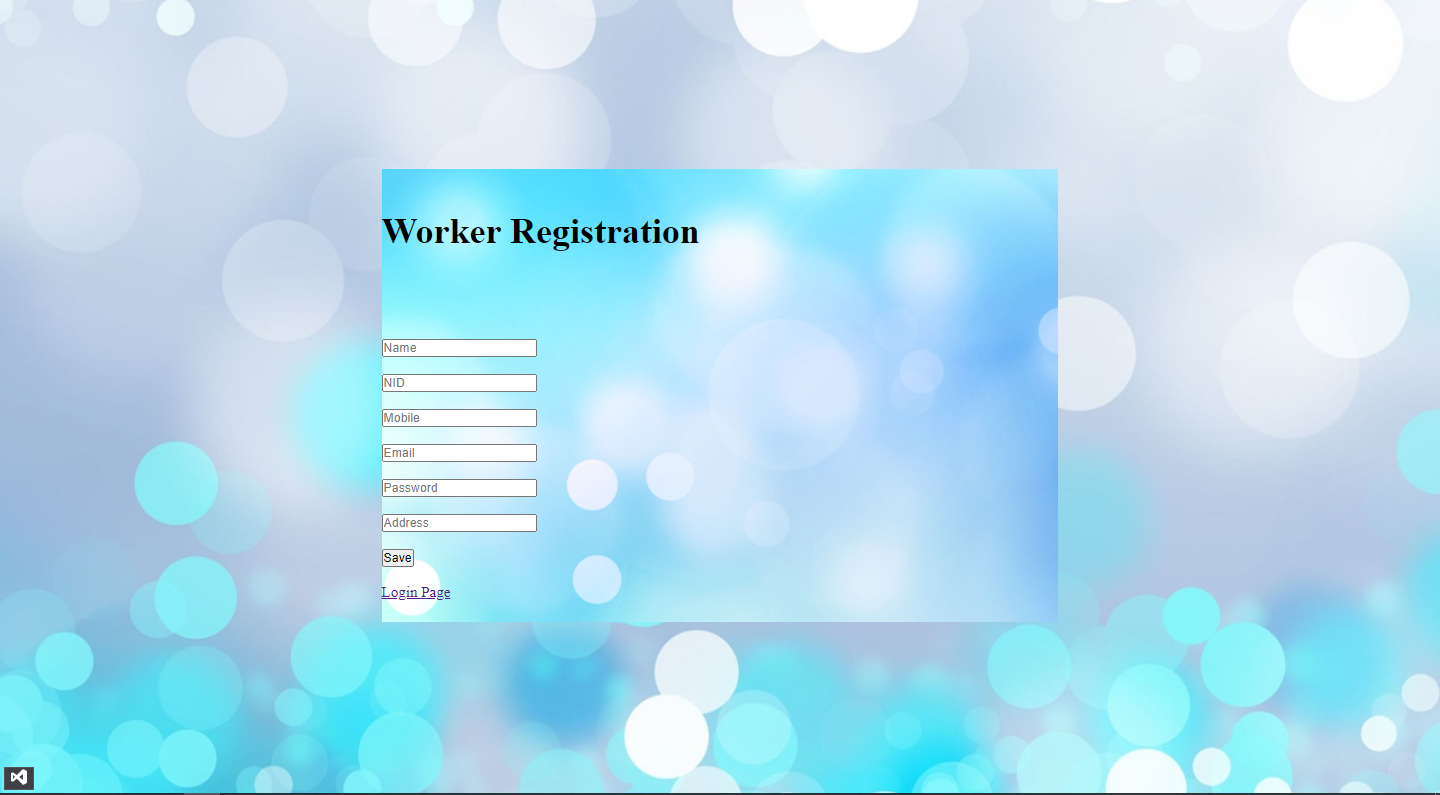 Worker Registration
Name
NID
Mobile
Email
Password
Address
Save
Login Page